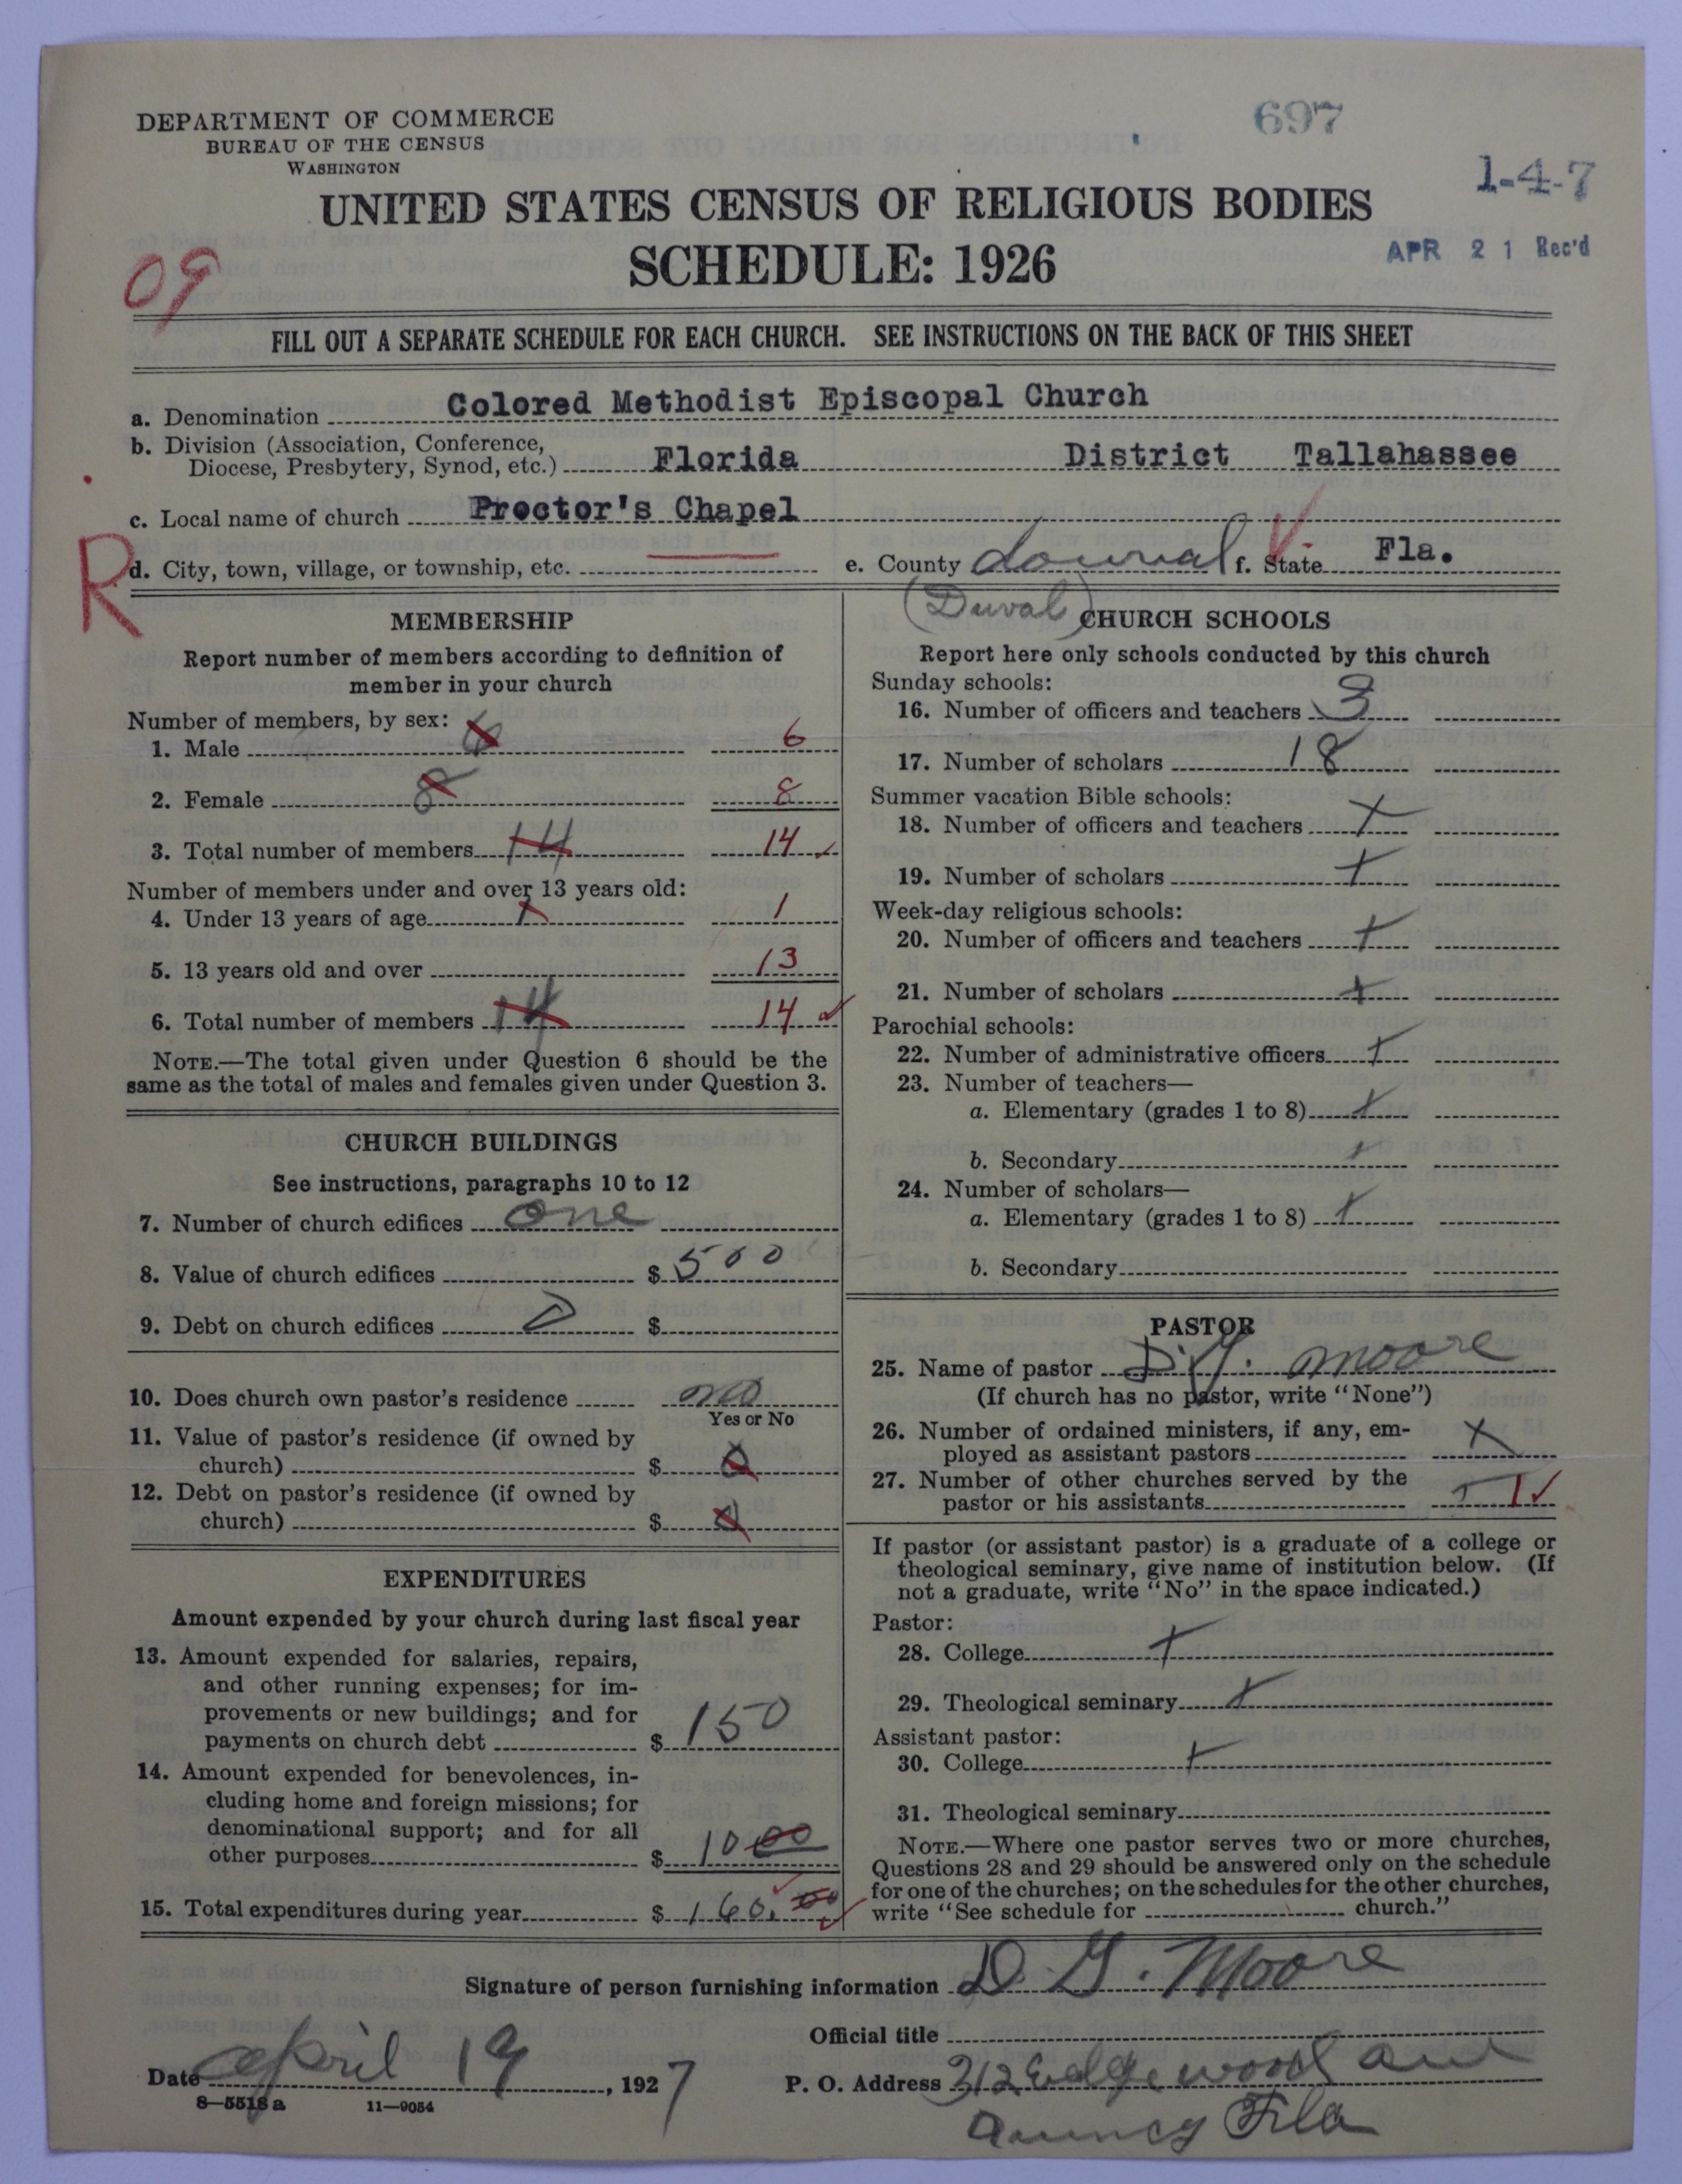 697
1-4-7
APR 21 Rec'd
DEPARTMENT OF COMMERCE
BUREAU OF THE CENSUS
WASHINGTON
UNITED STATES CENSUS OF RELIGIOUS BODIES
SCHEDULE: 1926
09
FILL OUT A SEPARATE SCHEDULE FOR EACH CHURCH. SEE INSTRUCTIONS ON THE BACK OF THIS SHEET
a. Denomination Colored Methodist Episcopal Church
b. Division (Association, Conference,
Diocese, Presbytery, Synod, etc.) Florida District Tallahassee
c. Local name of church Proctor's Chapel
R
d. City, town, village, or township, etc. e. County f. State Fla.
(Duval)
MEMBERSHIP
Report number of members according to definition of
member in your church
Number of members, by sex:
1. Male 6 6
2. Female 8 8
3. Total number of members 14 14
Number of members under and over 13 years old:
4. Under 13 years of age 1 1
5. 13 years old and over 13
6. Total number of members 14 14
NOTE.—The total given under Question 6 should be the
same as the total of males and females given under Question 3.
CHURCH BUILDINGS
See instructions, paragraphs 10 to 12
7. Number of church edifices one
8. Value of church edifices $ 500
9. Debt on church edifices 0 $
10. Does church own pastor's residence no
Yes or No
11. Value of pastor's residence (if owned by
church) $ 0
12. Debt on pastor's residence (if owned by
church) $ 0
EXPENDITURES
Amount expended by your church during last fiscal year
13. Amount expended for salaries, repairs,
and other running expenses; for im-
provements or new buildings; and for
payments on church debt $ 150
14. Amount expended for benevolences, in-
cluding home and foreign missions; for
denominational support; and for all
other purposes $ 10 00
15. Total expenditures during year $ 160.00
CHURCH SCHOOLS
Report here only schools conducted by this church
Sunday schools:
16. Number of officers and teachers 3
17. Number of scholars 18
Summer vacation Bible schools:
18. Number of officers and teachers x
19. Number of scholars x
Week-day religious schools:
20. Number of officers and teachers x
21. Number of scholars x
Parochial schools:
22. Number of administrative officers x
23. Number of teachers—
a. Elementary (grades 1 to 8) x
b. Secondary x
24. Number of scholars—
a. Elementary (grades 1 to 8) x
b. Secondary
PASTOR
25. Name of pastor D. G. Moore
(If church has no pastor, write "None")
26. Number of ordained ministers, if any, em-
ployed as assistant pastors x
27. Number of other churches served by the
pastor or his assistants 1
If pastor (or assistant pastor) is a graduate of a college or
theological seminary, give name of institution below. (If
not a graduate, write "No" in the space indicated.)
Pastor:
28. College x
29. Theological seminary x
Assistant pastor:
30. College x
31. Theological seminary
NOTE.—Where one pastor serves two or more churches,
Questions 28 and 29 should be answered only on the schedule
for one of the churches; on the schedules for the other churches,
write "See schedule for church."
Signature of person furnishing information D. G. Moore
Official title
Date April 19, 1927 P. O. Address 312 Edgewood ave
8—5518 a 11—9054
Quincy Fla